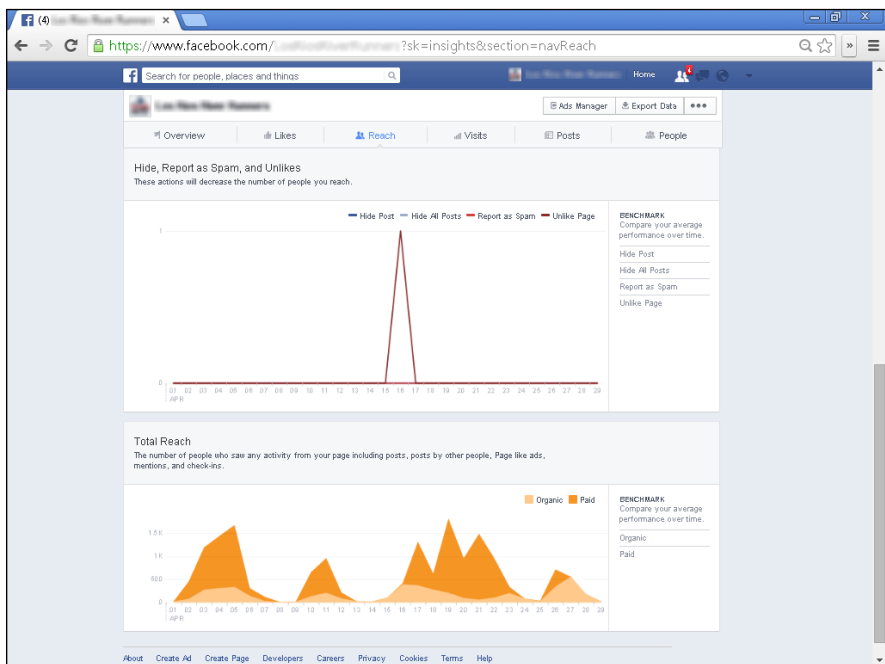 (4)
https://www.facebook.com/ ?sk=insights&section=navReach
Search for people, places and things
Home
4
Ads Manager
Export Data
Overview
Likes
Reach
Visits
Posts
People
Hide, Report as Spam, and Unlikes
These actions will decrease the number of people you reach.
Hide Post Hide All Posts Report as Spam Unlike Page
1
0
01 02 03 04 05 06 07 08 09 10 11 12 13 14 15 16 17 18 19 20 21 22 23 24 25 26 27 28 29
APR
BENCHMARK
Compare your average
performance over time.
Hide Post
Hide All Posts
Report as Spam
Unlike Page
Total Reach
The number of people who saw any activity from your page including posts, posts by other people, Page like ads,
mentions, and check-ins.
Organic Paid
1.5K
1K
500
0
01 02 03 04 05 06 07 08 09 10 11 12 13 14 15 16 17 18 19 20 21 22 23 24 25 26 27 28 29
APR
BENCHMARK
Compare your average
performance over time.
Organic
Paid
About Create Ad Create Page Developers Careers Privacy Cookies Terms Help